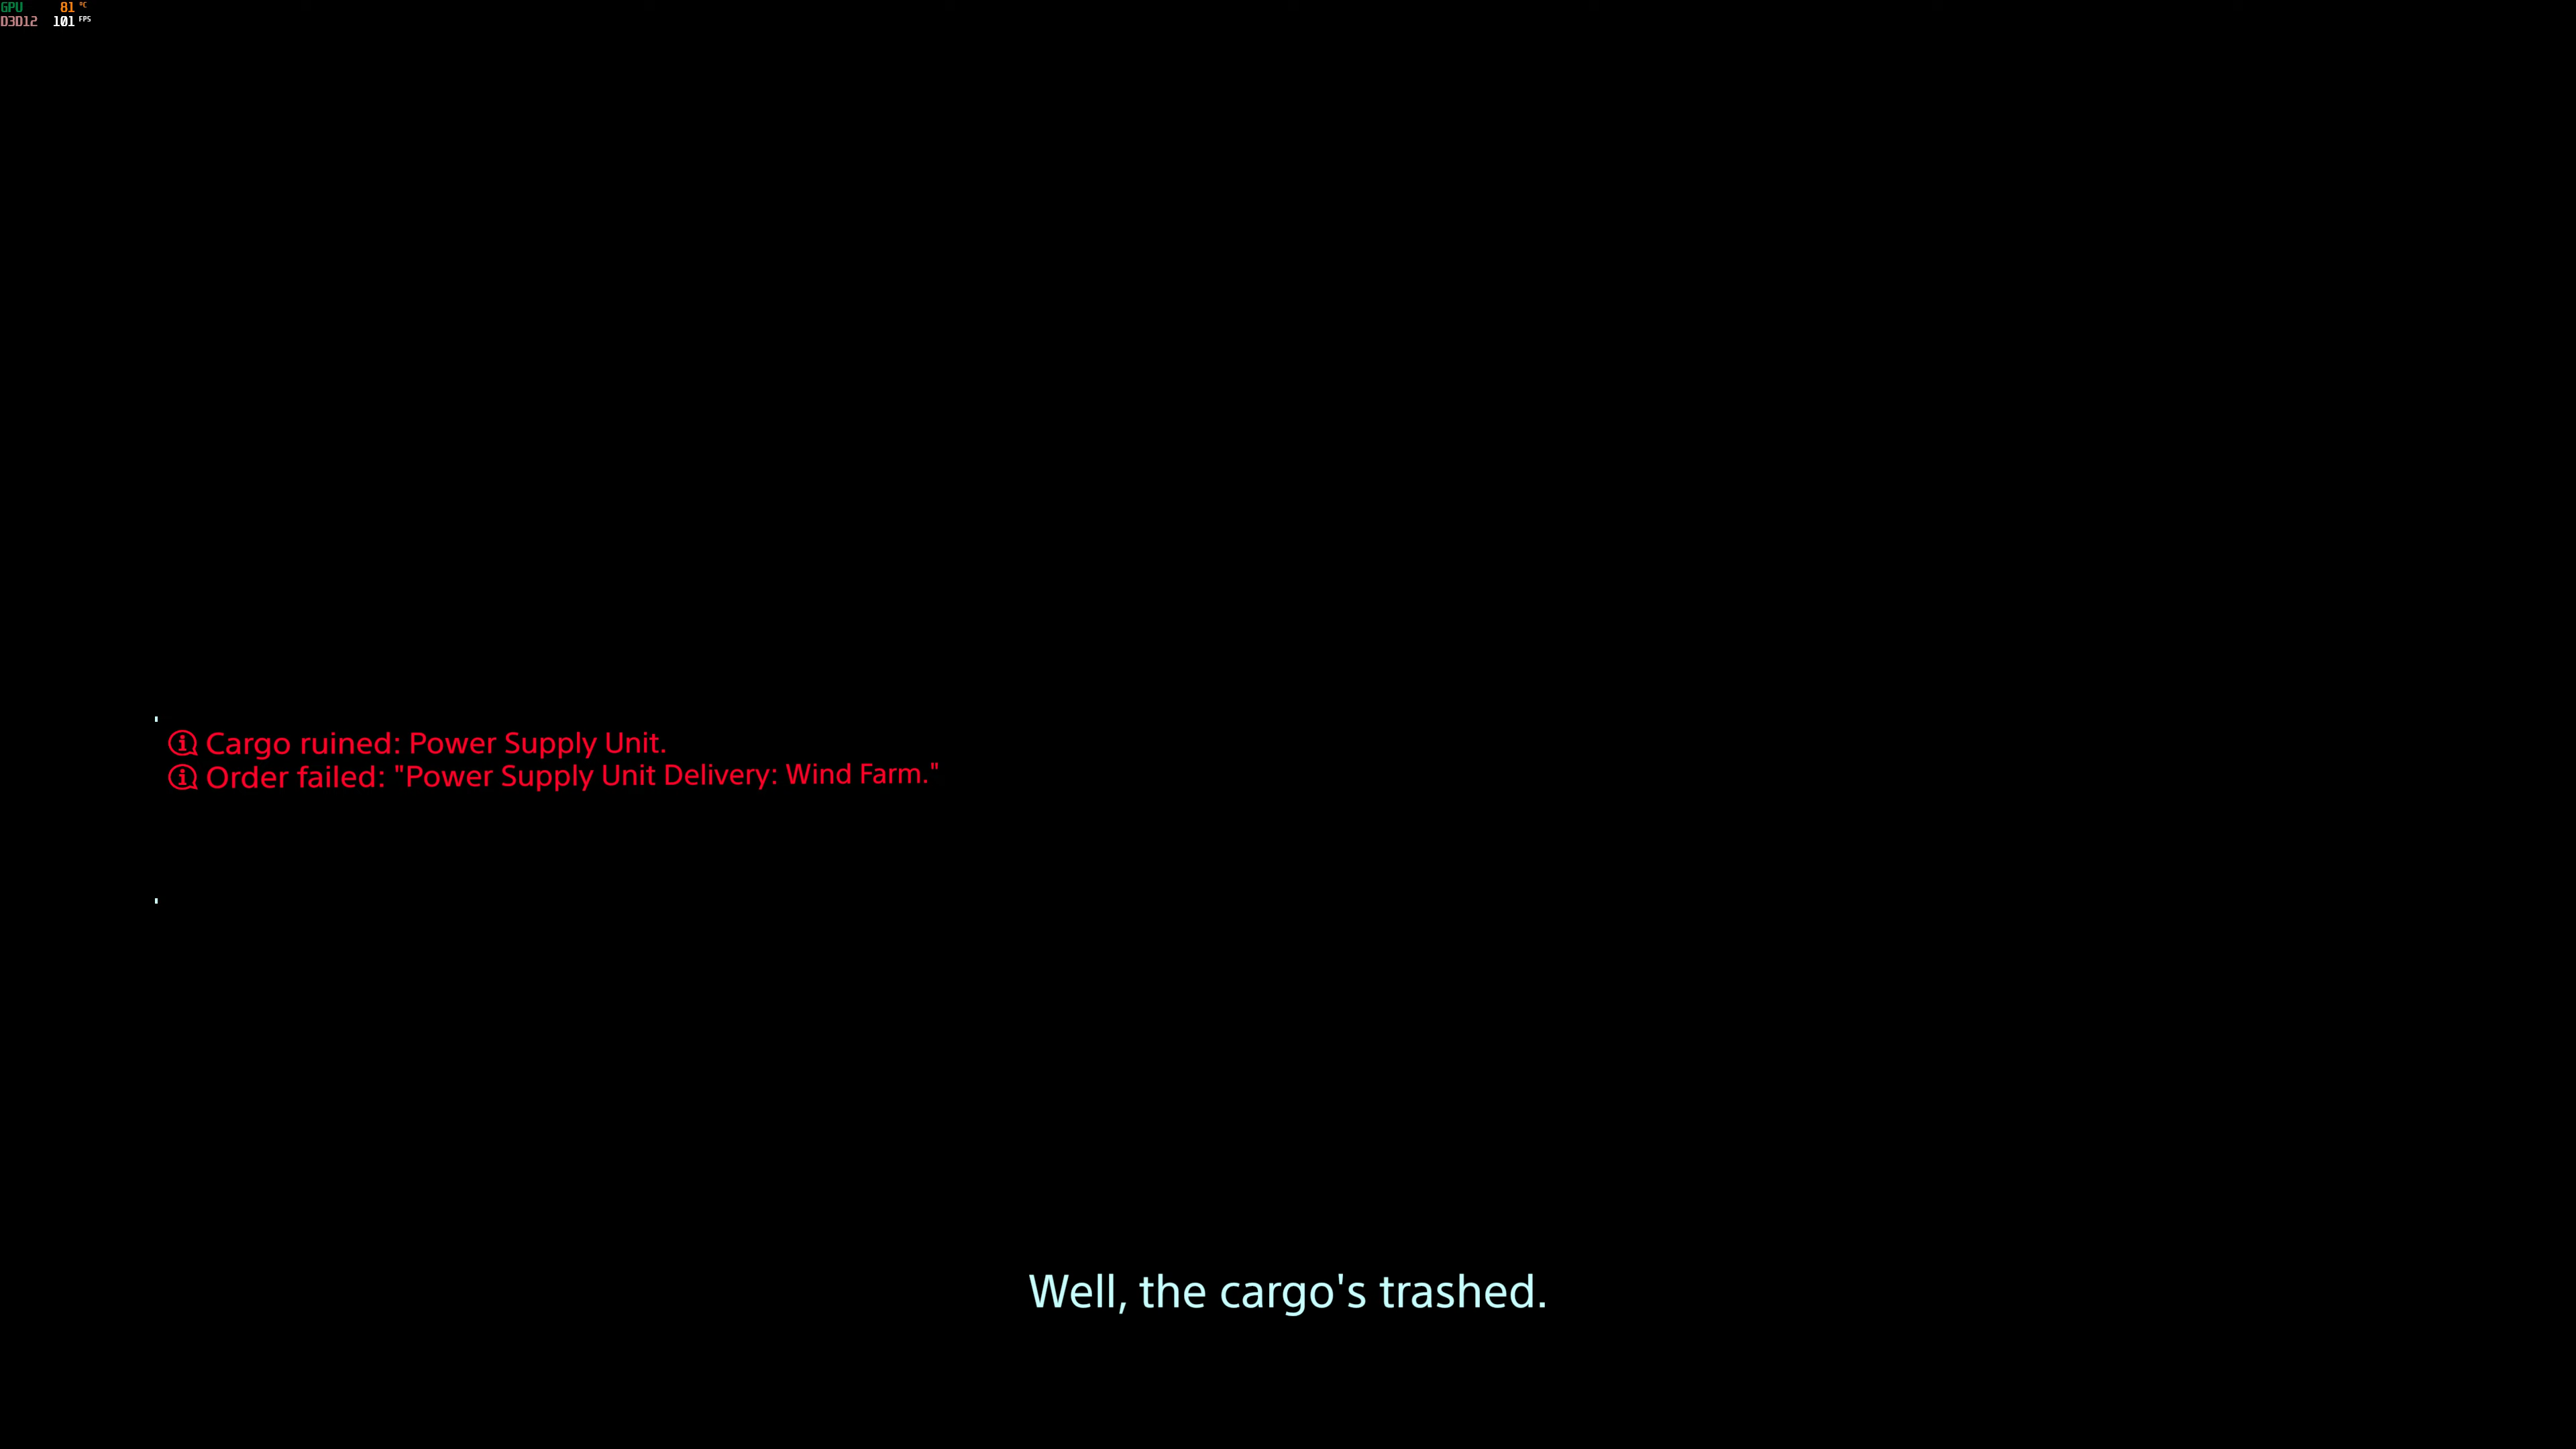 GPU 81 °C
D3D12 101 FPS
Cargo ruined: Power Supply Unit.
Order failed: "Power Supply Unit Delivery: Wind Farm."
Well, the cargo's trashed.